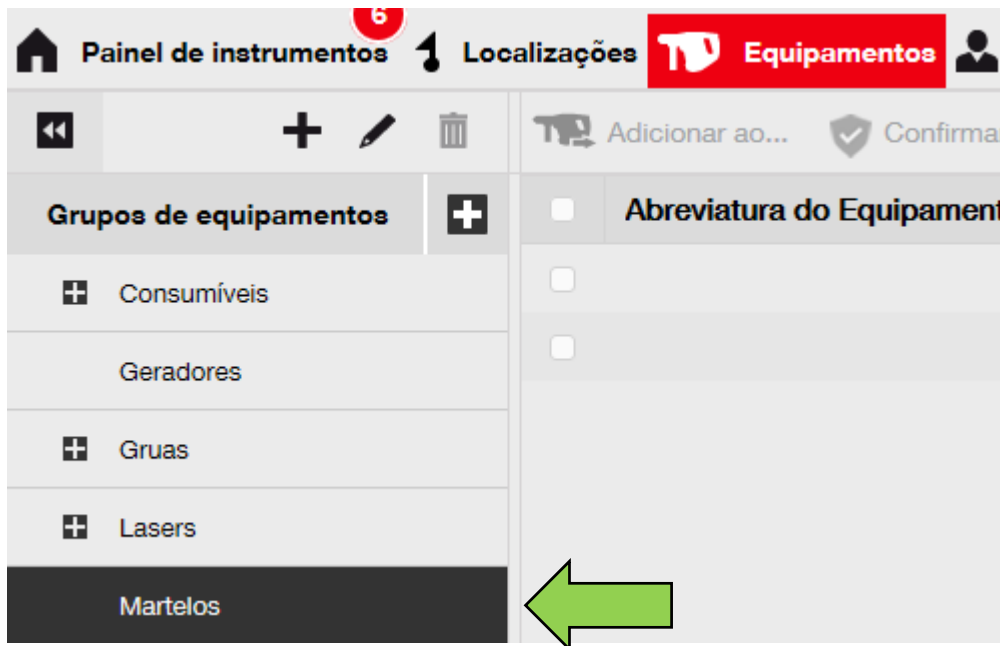 6
Painel de instrumentos Localizações Equipamentos
Adicionar ao... Confirma
Grupos de equipamentos Abreviatura do Equipament
Consumíveis
Geradores
Gruas
Lasers
Martelos